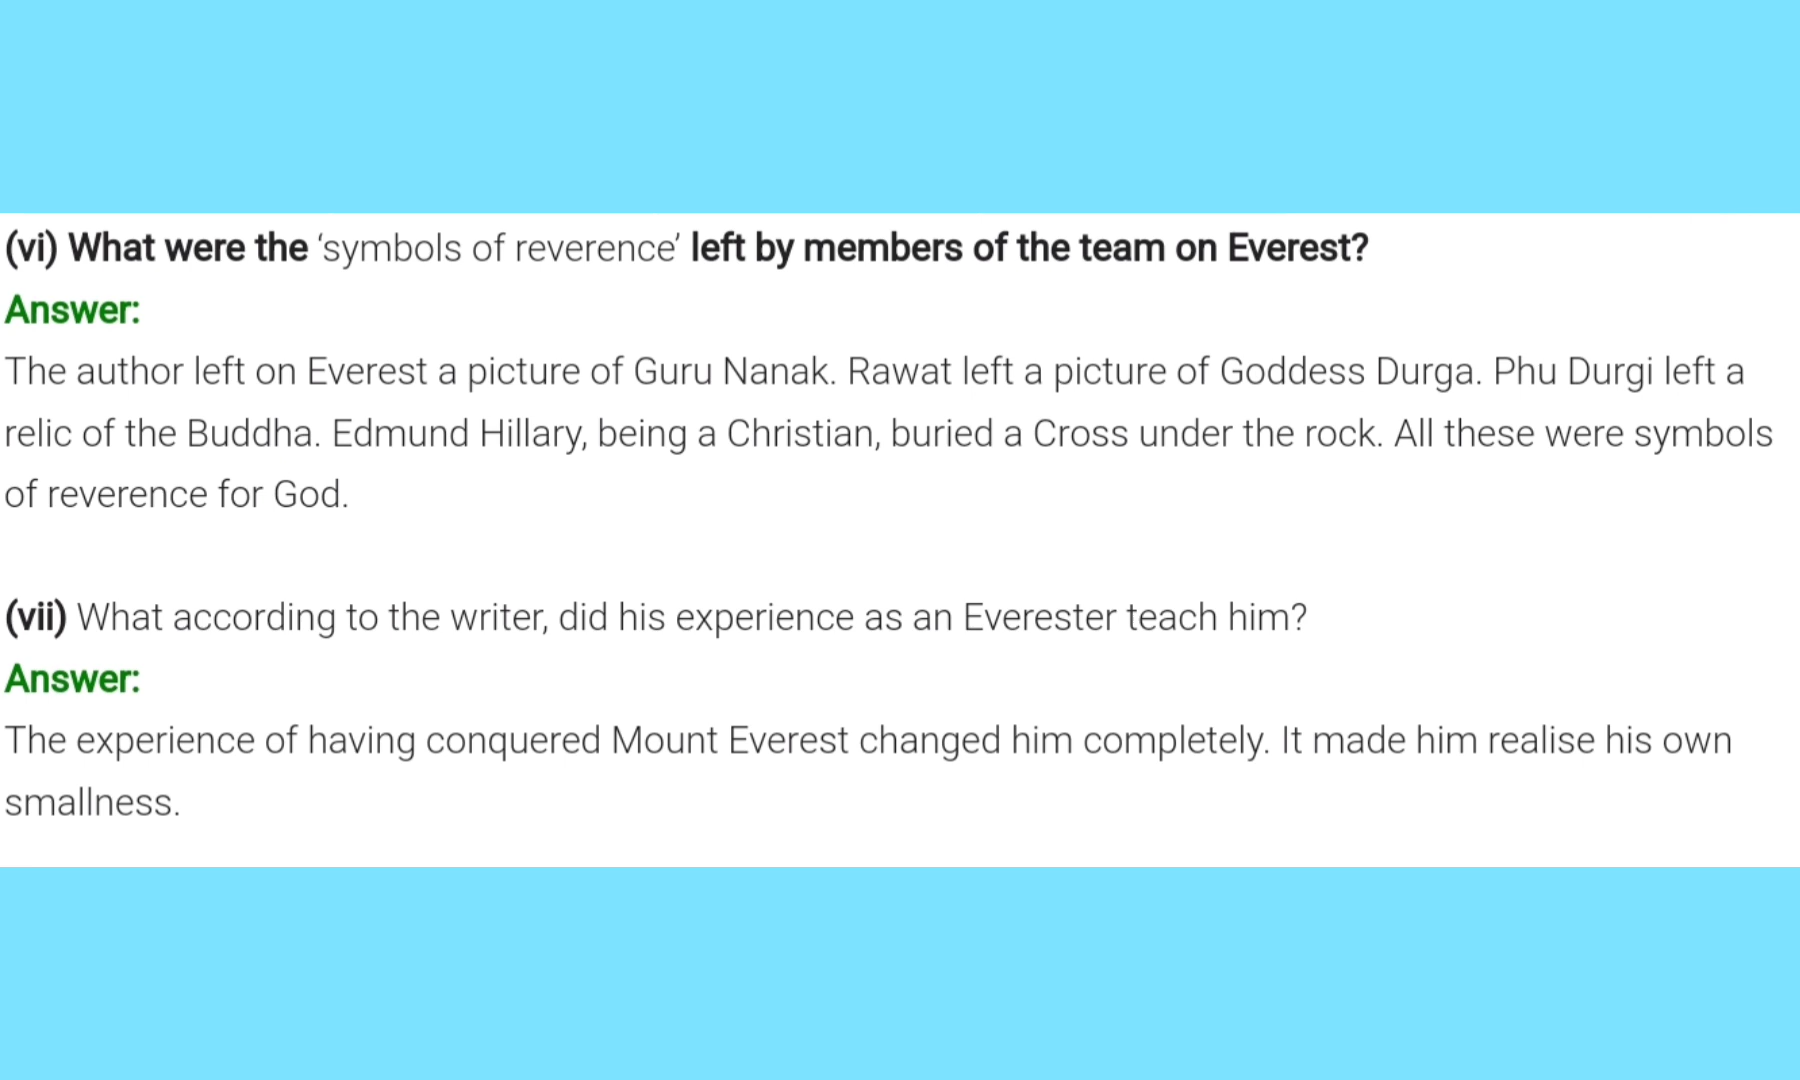 (vi) What were the ‘symbols of reverence’ left by members of the team on Everest?
Answer:
The author left on Everest a picture of Guru Nanak. Rawat left a picture of Goddess Durga. Phu Durgi left a
relic of the Buddha. Edmund Hillary, being a Christian, buried a Cross under the rock. All these were symbols
of reverence for God.
(vii) What according to the writer, did his experience as an Everester teach him?
Answer:
The experience of having conquered Mount Everest changed him completely. It made him realise his own
smallness.